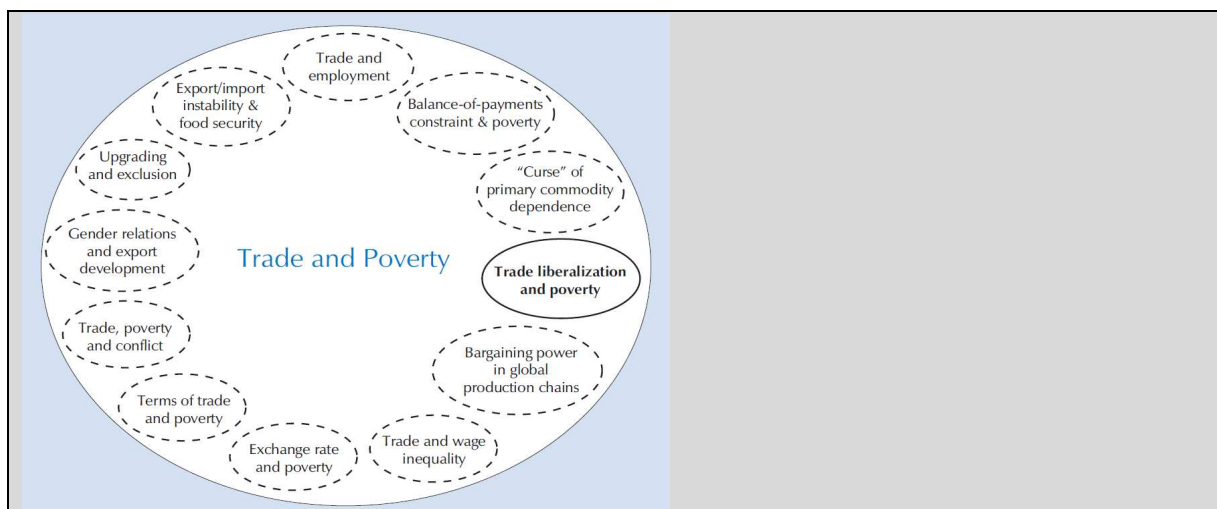 Trade and
employment
Export/import
instability &
food security
Balance-of-payments
constraint & poverty
Upgrading
and exclusion
"Curse" of
primary commodity
dependence
Gender relations
and export
development
Trade and Poverty
Trade liberalization
and poverty
Trade, poverty
and conflict
Bargaining power
in global
production chains
Terms of trade
and poverty
Exchange rate
and poverty
Trade and wage
inequality